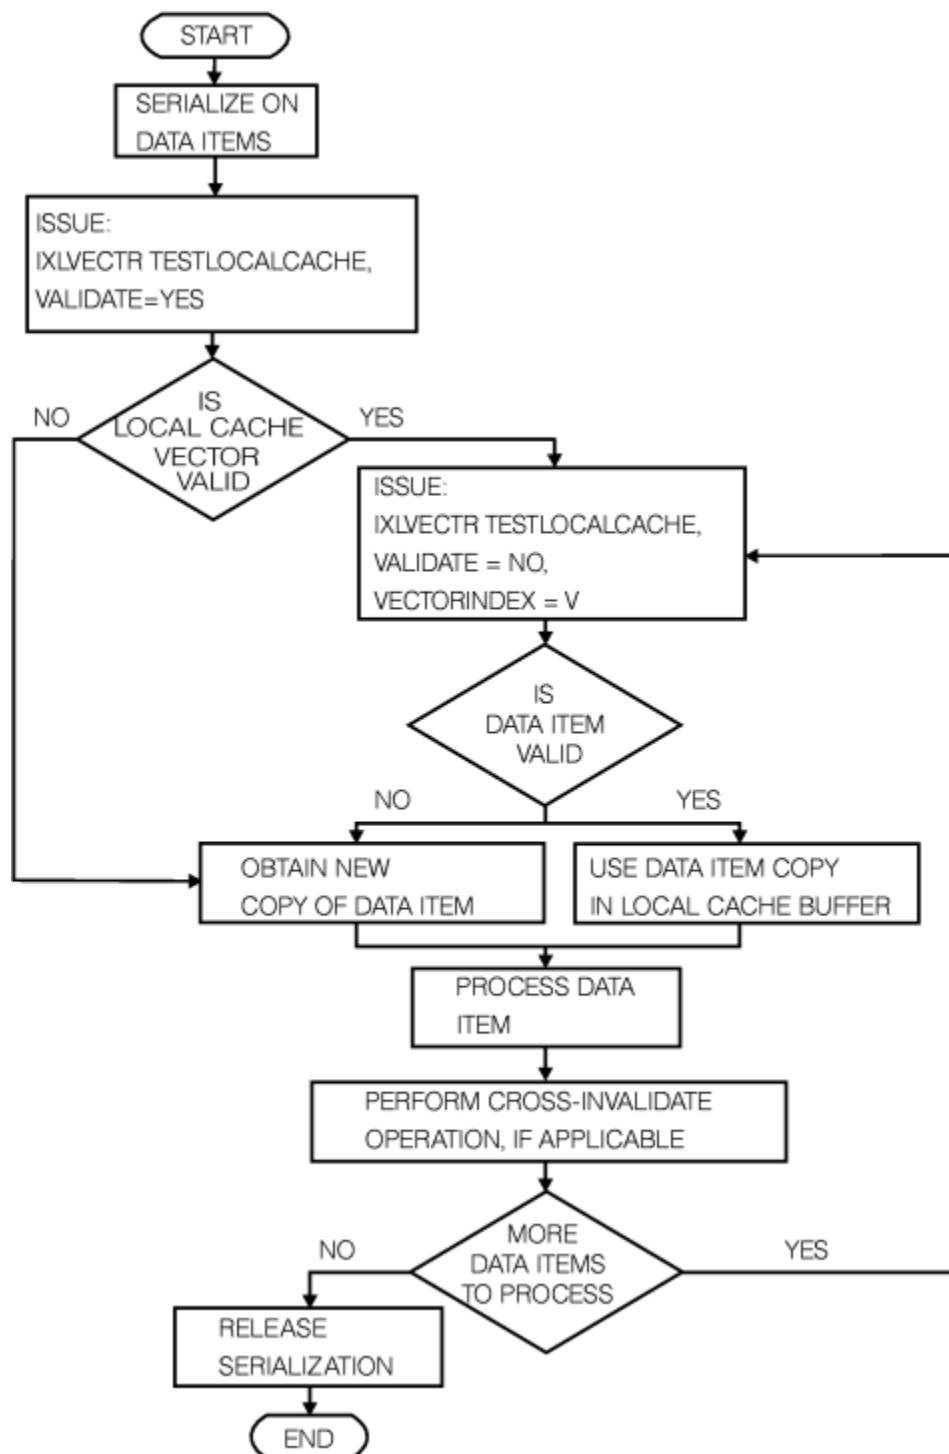 START
SERIALIZE ON
DATA ITEMS
ISSUE:
IXLVECTR TESTLOCALCACHE,
VALIDATE=YES
IS
LOCAL CACHE
VECTOR
VALID
NO
YES
ISSUE:
IXLVECTR TESTLOCALCACHE,
VALIDATE = NO,
VECTORINDEX = V
IS
DATA ITEM
VALID
NO
YES
OBTAIN NEW
COPY OF DATA ITEM
USE DATA ITEM COPY
IN LOCAL CACHE BUFFER
PROCESS DATA
ITEM
PERFORM CROSS-INVALIDATE
OPERATION, IF APPLICABLE
MORE
DATA ITEMS
TO PROCESS
NO
YES
RELEASE
SERIALIZATION
END